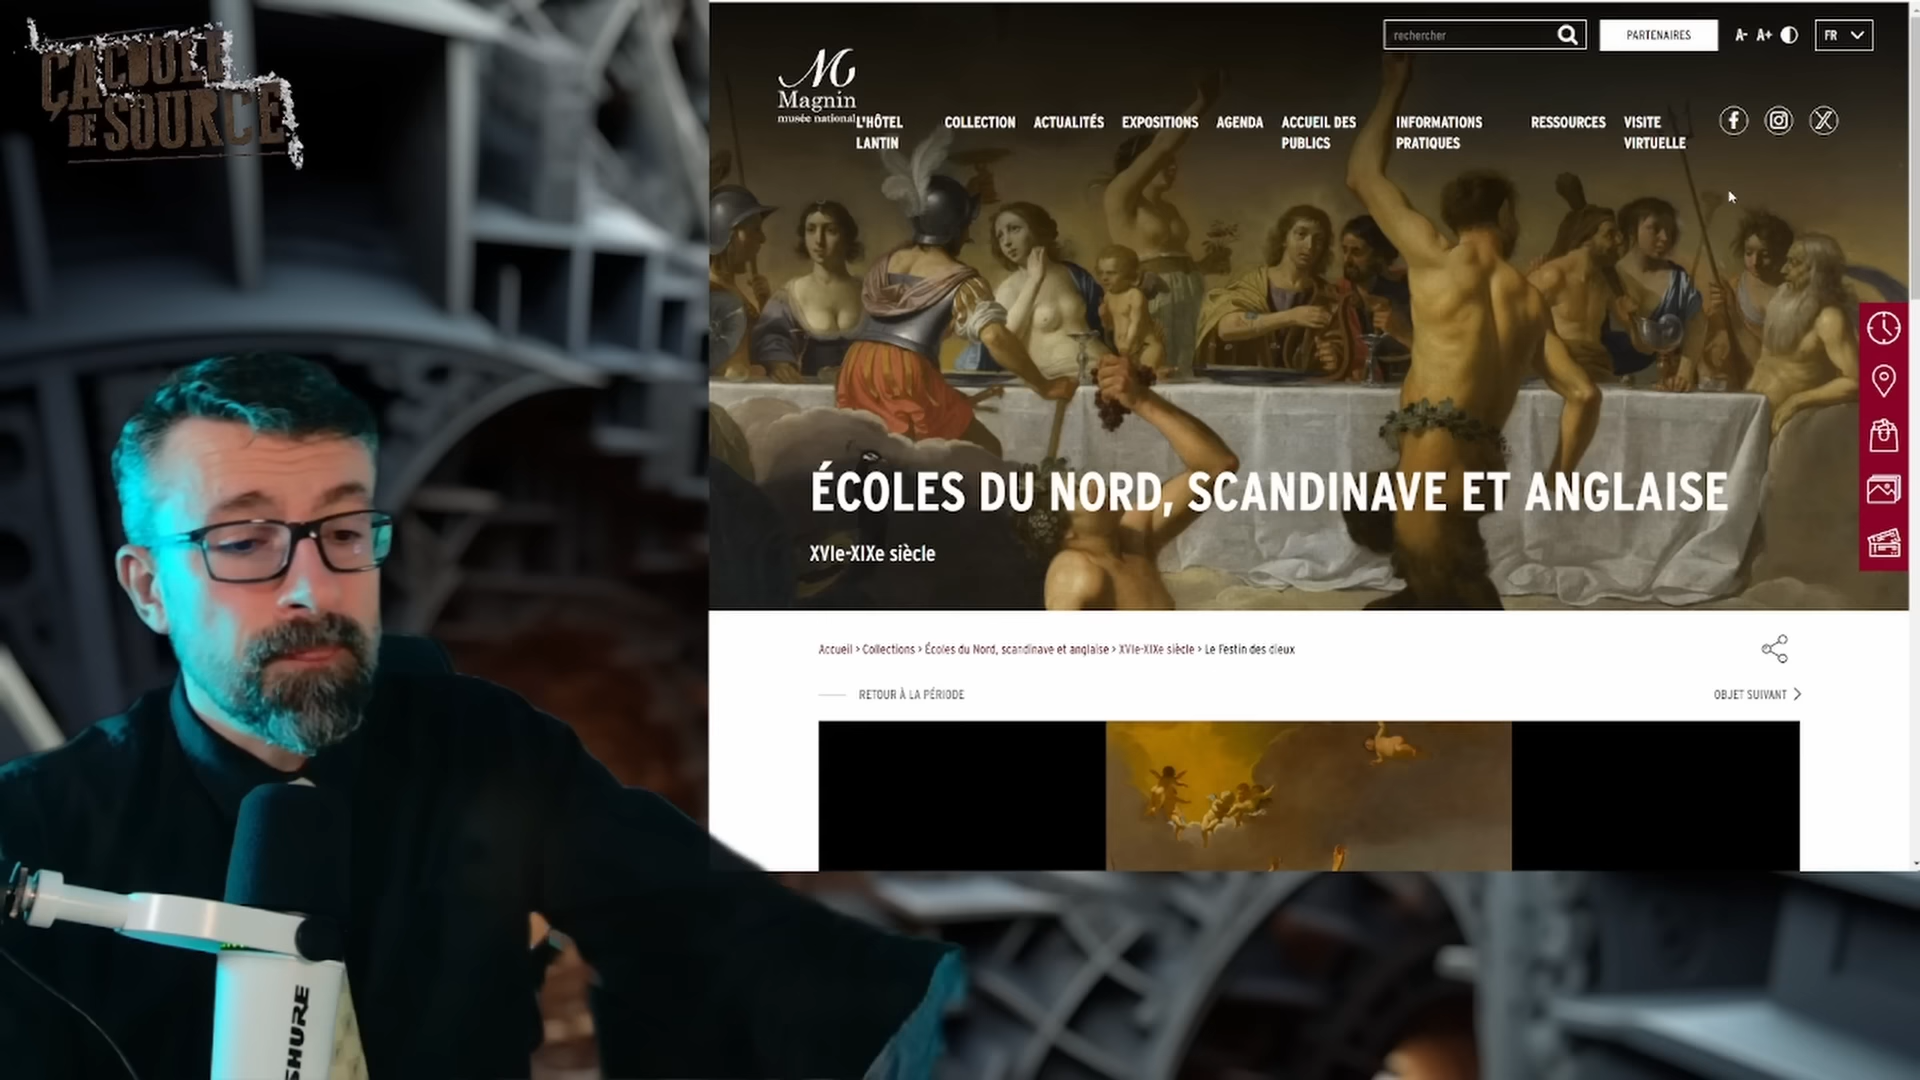 ÇA COULE
DE SOURCE
rechercher
PARTENAIRES
A- A+
FR
Magnin
musée national
L'HÔTEL
LANTIN
COLLECTION
ACTUALITÉS
EXPOSITIONS
AGENDA
ACCUEIL DES
PUBLICS
INFORMATIONS
PRATIQUES
RESSOURCES
VISITE
VIRTUELLE
ÉCOLES DU NORD, SCANDINAVE ET ANGLAISE
XVIe-XIXe siècle
Accueil > Collections > Écoles du Nord, scandinave et anglaise > XVIe-XIXe siècle > Le Festin des dieux
RETOUR À LA PÉRIODE
OBJET SUIVANT
SHURE